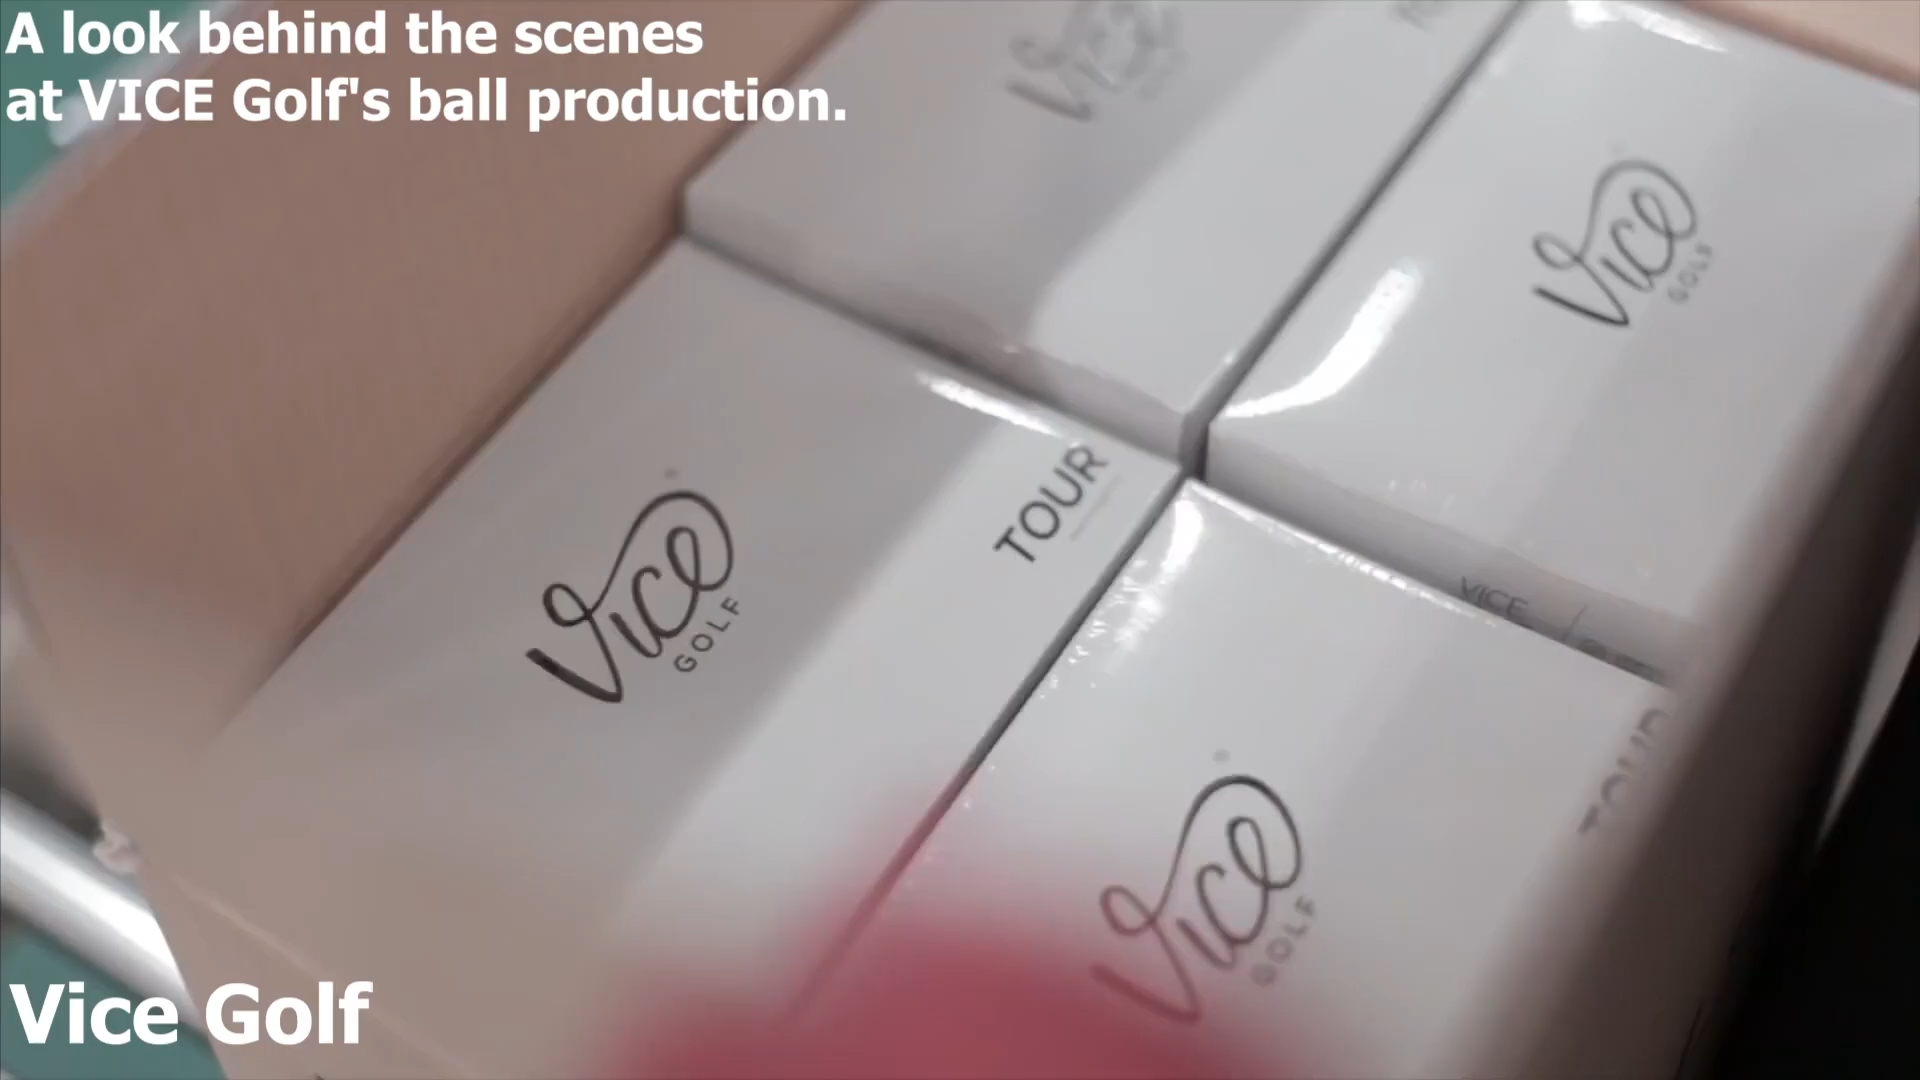 A look behind the scenes
at VICE Golf's ball production.
Vice
Vice
GOLF
Vice
GOLF
TOUR
VICE
Vice
GOLF
TOUR
Vice Golf